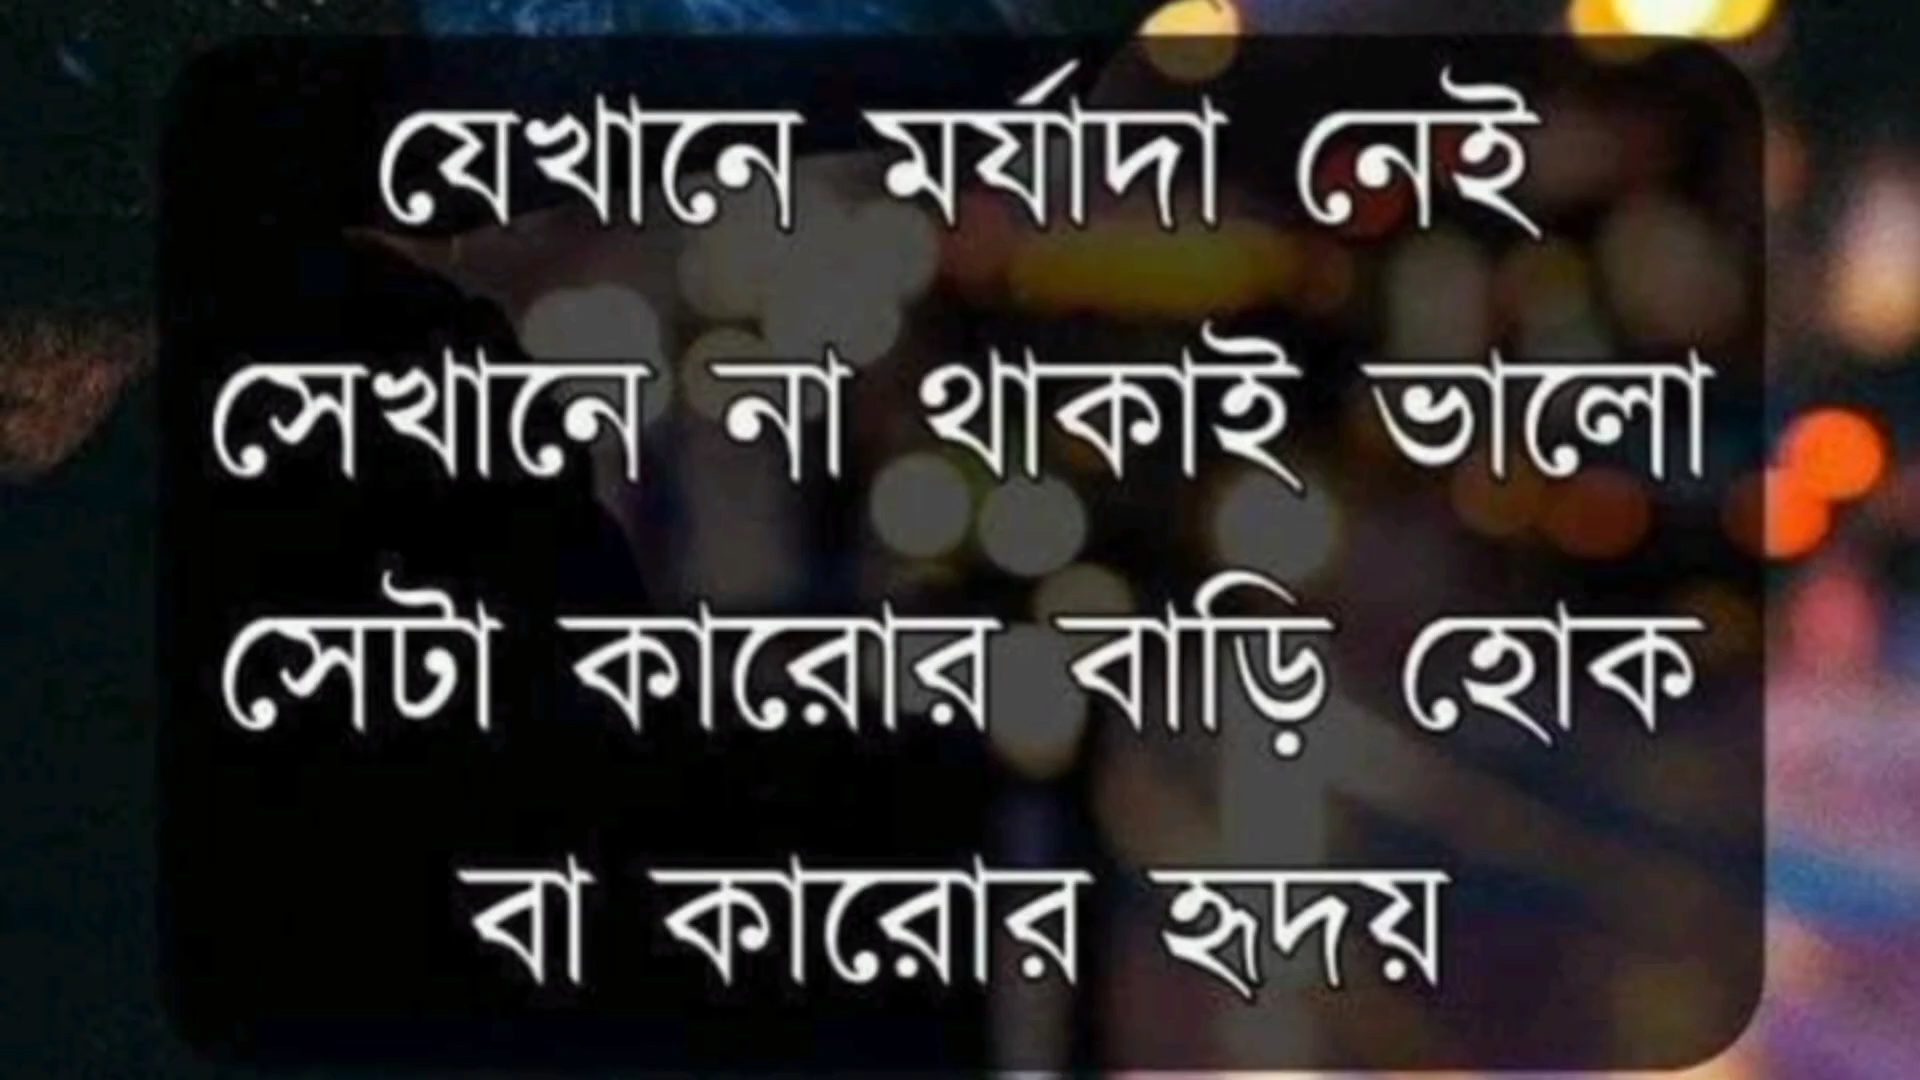 যেখানে মর্যাদা নেই
সেখানে না থাকাই ভালো
সেটা কারোর বাড়ি হোক
বা কারোর হৃদয়